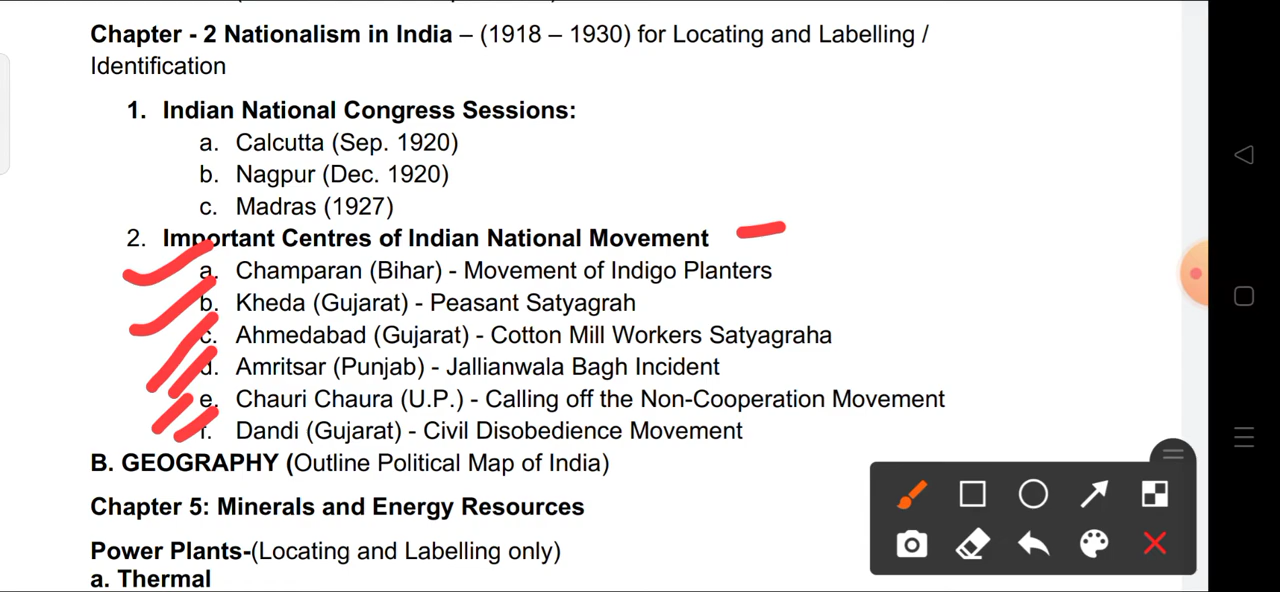 Chapter - 2 Nationalism in India – (1918 – 1930) for Locating and Labelling /
Identification
1. Indian National Congress Sessions:
a. Calcutta (Sep. 1920)
b. Nagpur (Dec. 1920)
c. Madras (1927)
2. Important Centres of Indian National Movement
a. Champaran (Bihar) - Movement of Indigo Planters
b. Kheda (Gujarat) - Peasant Satyagrah
c. Ahmedabad (Gujarat) - Cotton Mill Workers Satyagraha
d. Amritsar (Punjab) - Jallianwala Bagh Incident
e. Chauri Chaura (U.P.) - Calling off the Non-Cooperation Movement
f. Dandi (Gujarat) - Civil Disobedience Movement
B. GEOGRAPHY (Outline Political Map of India)
Chapter 5: Minerals and Energy Resources
Power Plants-(Locating and Labelling only)
a. Thermal